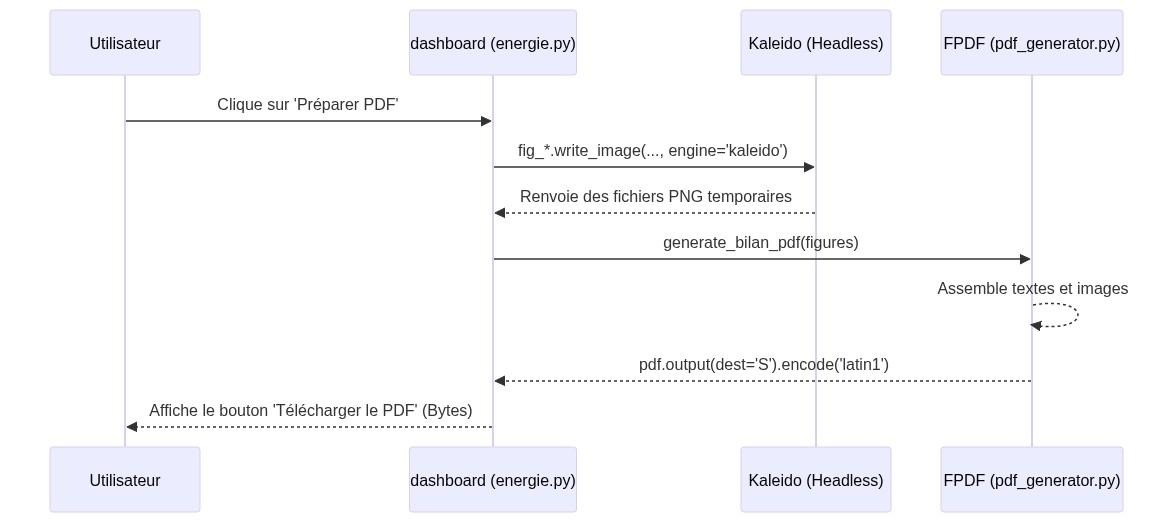 Utilisateur
dashboard (energie.py)
Kaleido (Headless)
FPDF (pdf_generator.py)
Clique sur 'Préparer PDF'
fig_*.write_image(..., engine='kaleido')
Renvoie des fichiers PNG temporaires
generate_bilan_pdf(figures)
Assemble textes et images
pdf.output(dest='S').encode('latin1')
Affiche le bouton 'Télécharger le PDF' (Bytes)
Utilisateur
dashboard (energie.py)
Kaleido (Headless)
FPDF (pdf_generator.py)